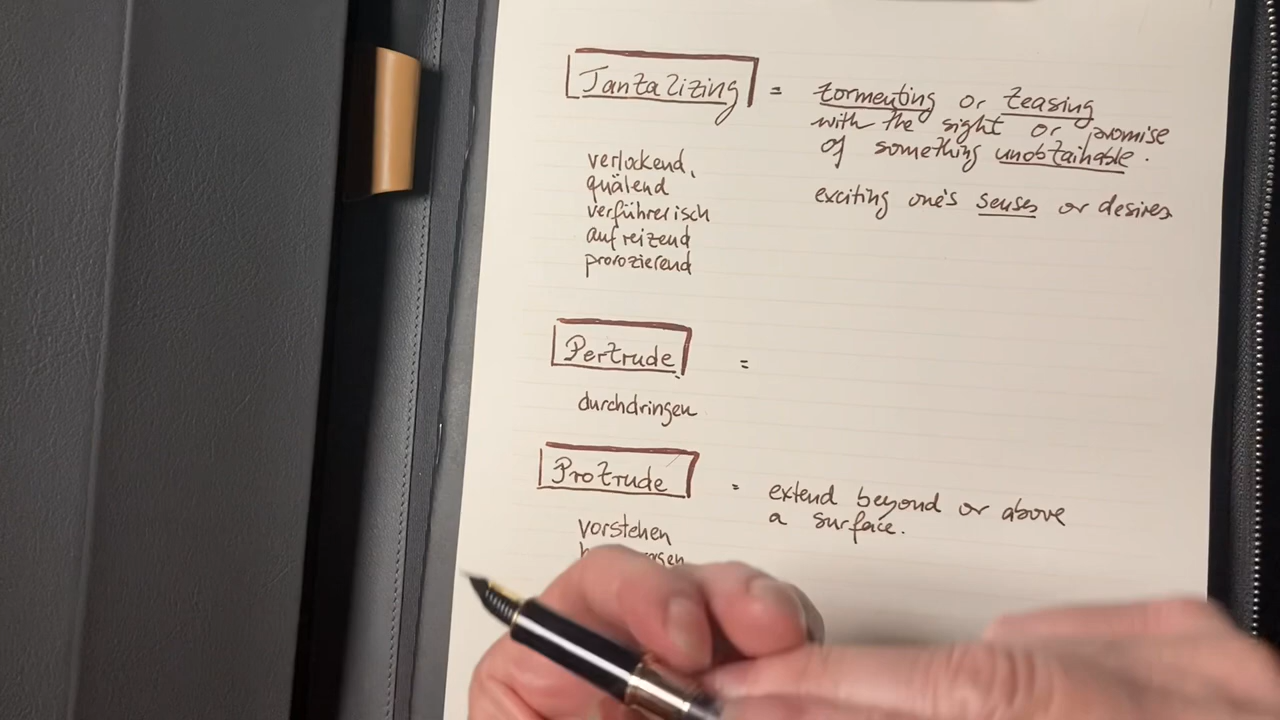 Tantalizing = tormenting or teasing
with the sight or promise
of something unobtainable.
verlockend,
quälend
exciting one's senses or desires
verführerisch
aufreizend
provozierend
Pertrude =
durchdringen
Protrude = extend beyond or above
a surface.
vorstehen